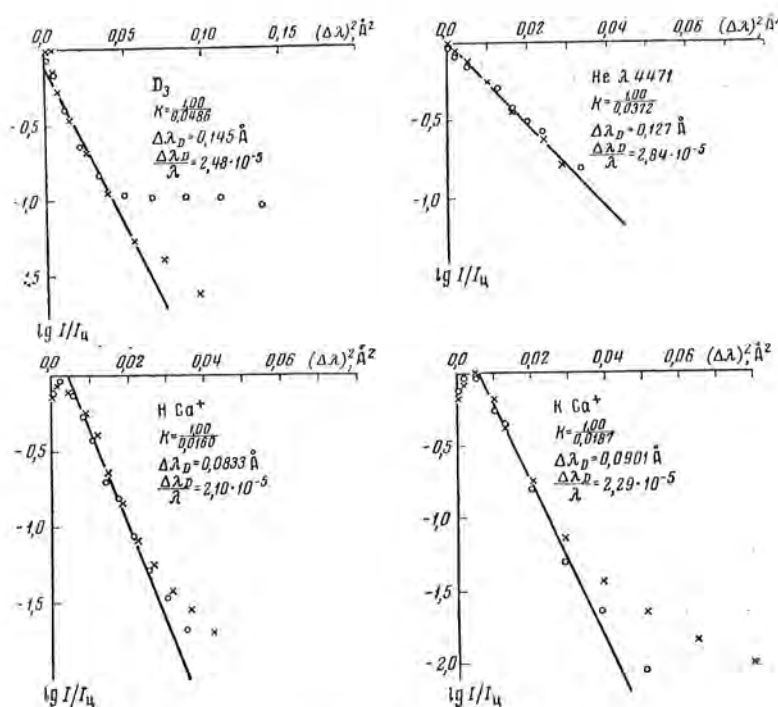 0,0 0,05 0,10 (Δλ)², Å²
D₃
K = 1,00/0,0486
Δλ_D = 0,145 Å
Δλ_D/λ = 2,48·10⁻⁵
-0,5
-1,0
-1,5
lg I/I_ц
0,0 0,02 0,04 (Δλ)², Å²
He λ 4471
K = 1,00/0,0372
Δλ_D = 0,127 Å
Δλ_D/λ = 2,84·10⁻⁵
-0,5
-1,0
lg I/I_ц
0,0 0,02 0,04 0,06 (Δλ)², Å²
H Ca⁺
K = 1,00/0,0160
Δλ_D = 0,0833 Å
Δλ_D/λ = 2,10·10⁻⁵
-0,5
-1,0
-1,5
lg I/I_ц
0,0 0,02 0,04 0,06 (Δλ)², Å²
K Ca⁺
K = 1,00/0,0187
Δλ_D = 0,0901 Å
Δλ_D/λ = 2,29·10⁻⁵
-0,5
-1,0
-1,5
-2,0
lg I/I_ц